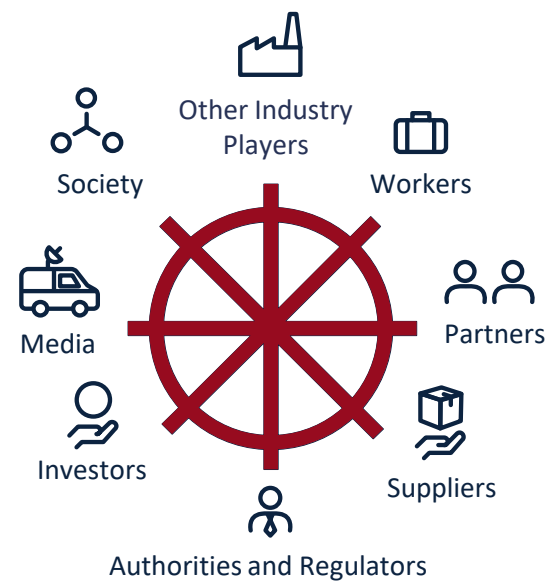 Other Industry
Players
Society
Workers
Media
Partners
Investors
Suppliers
Authorities and Regulators